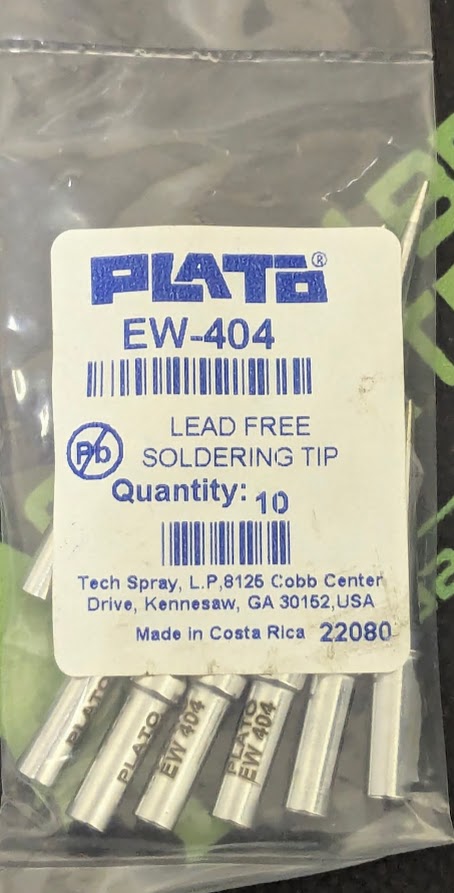 PLATO®
EW-404
Pb
LEAD FREE
SOLDERING TIP
Quantity: 10
Tech Spray, L.P,8125 Cobb Center
Drive, Kennesaw, GA 30152,USA
Made in Costa Rica 22080
PLATO
PLATO
EW 404
PLATO
EW 404